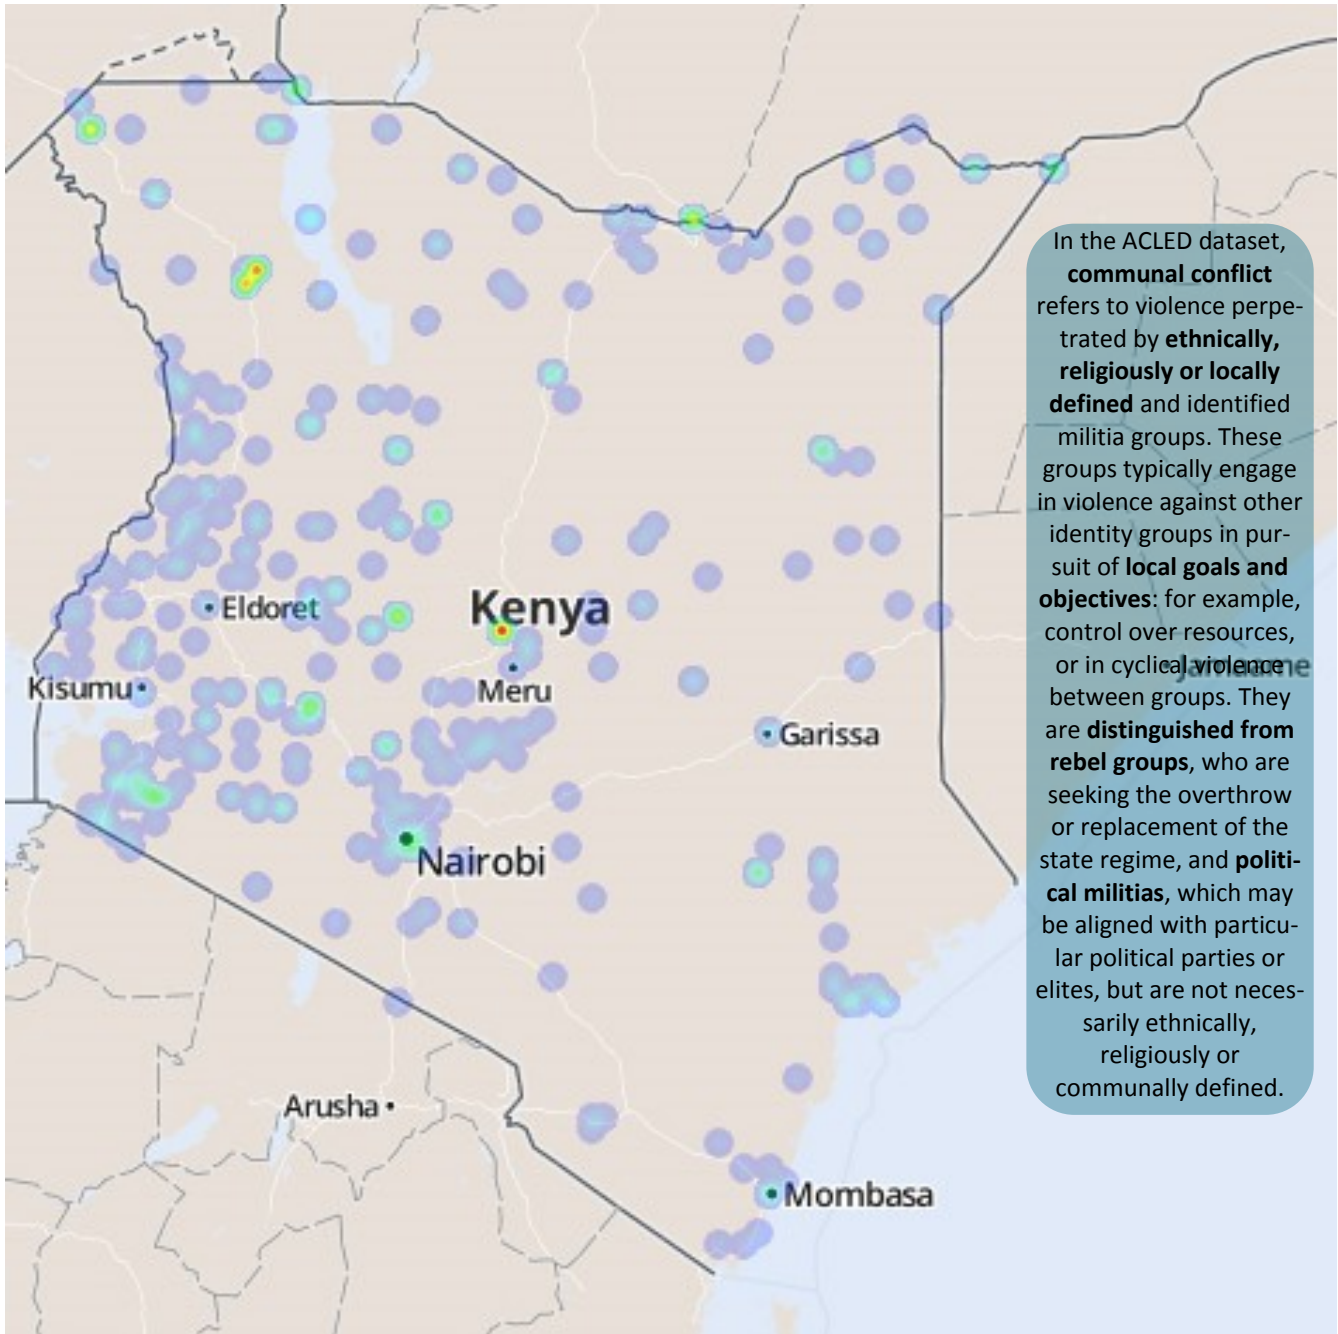 In the ACLED dataset,
communal conflict
refers to violence perpe-
trated by ethnically,
religiously or locally
defined and identified
militia groups. These
groups typically engage
in violence against other
identity groups in pur-
suit of local goals and
objectives: for example,
control over resources,
or in cyclical violence
between groups. They
are distinguished from
rebel groups, who are
seeking the overthrow
or replacement of the
state regime, and politi-
cal militias, which may
be aligned with particu-
lar political parties or
elites, but are not neces-
sarily ethnically,
religiously or
communally defined.
Eldoret
Kenya
Jamaame
Kisumu
Meru
Garissa
Nairobi
Arusha
Mombasa